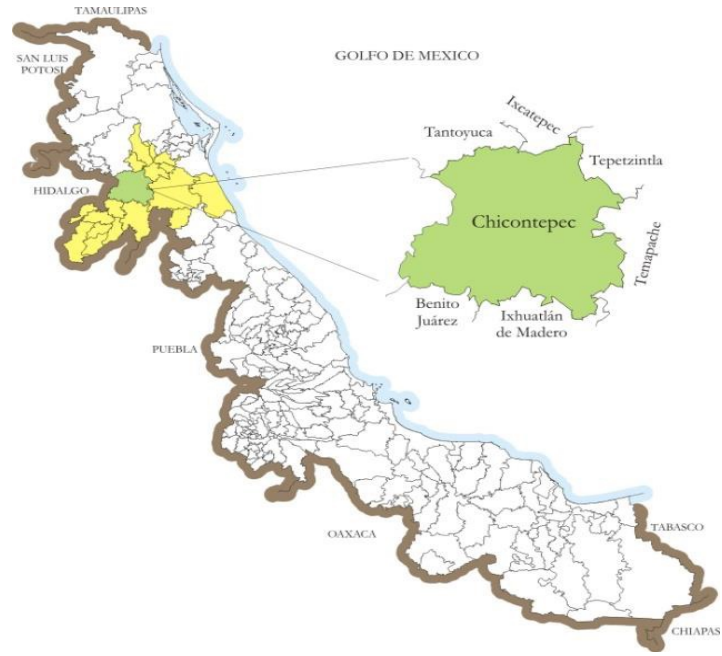 TAMAULIPAS
SAN LUIS
POTOSI
GOLFO DE MEXICO
Ixcatepec
Tantoyuca
Tepetzintla
HIDALGO
Chicontepec
Temapache
Benito
Juárez
Ixhuatlán
de Madero
PUEBLA
OAXACA
TABASCO
CHIAPAS